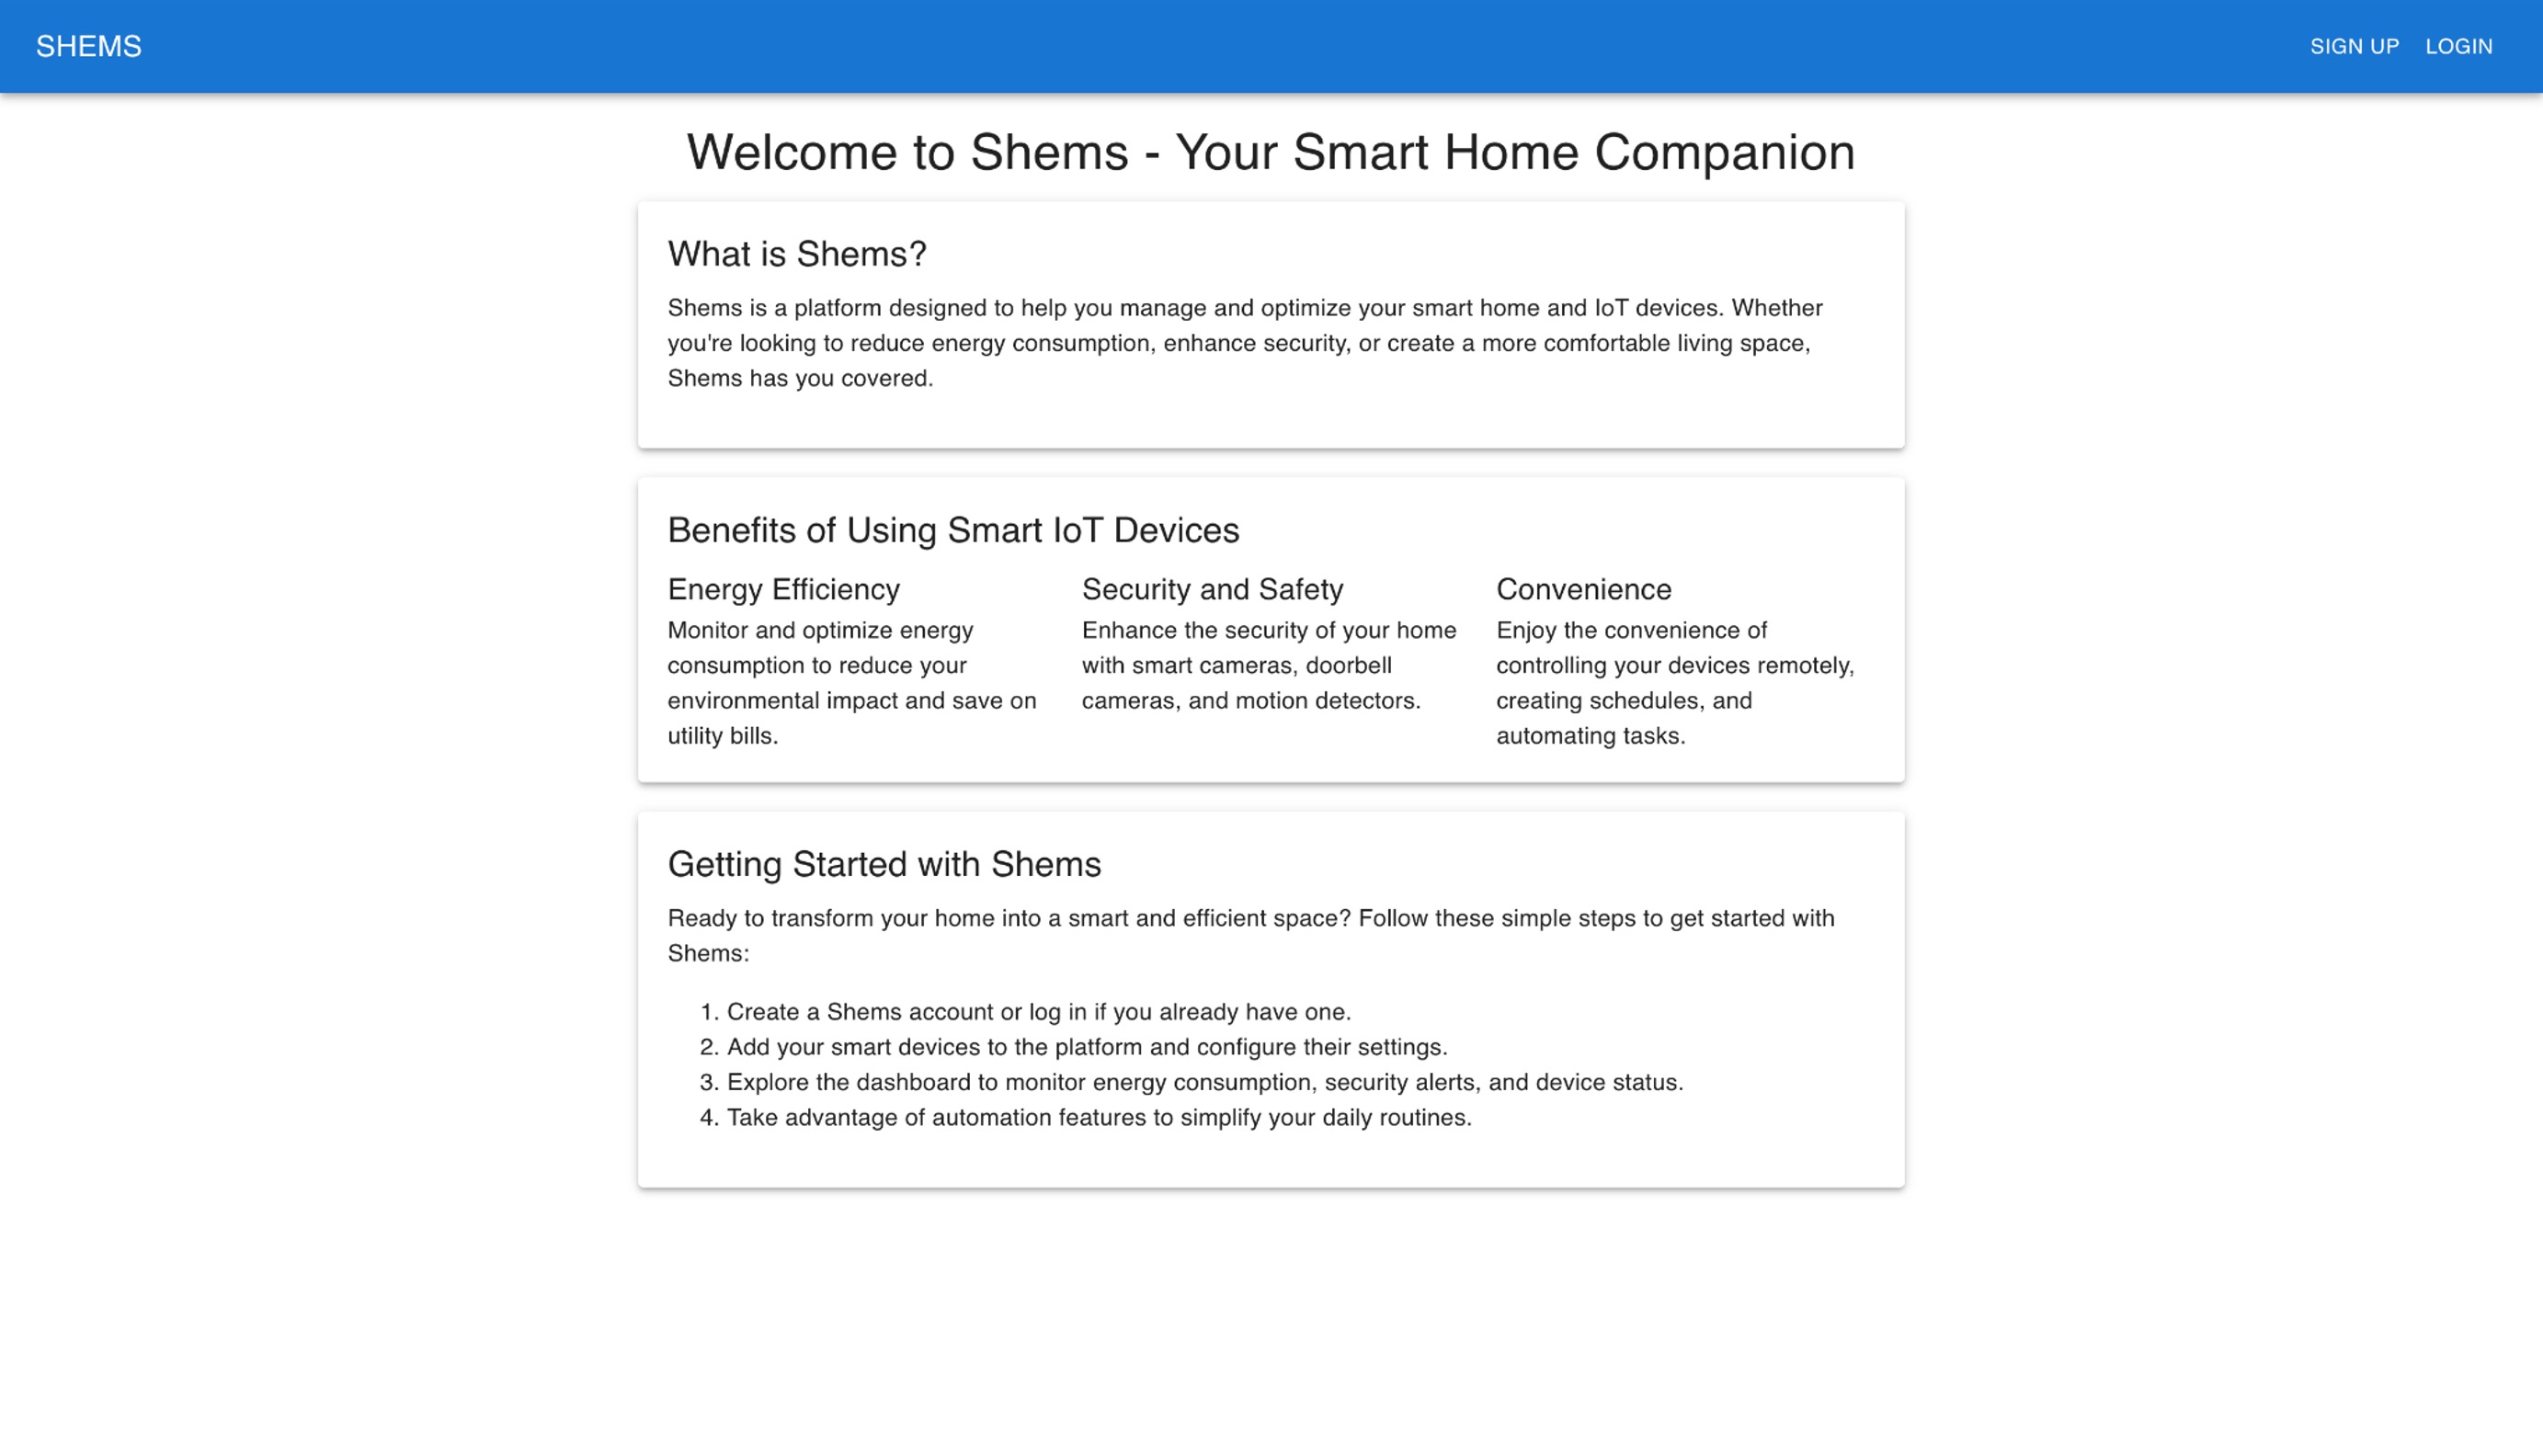 SHEMS
SIGN UP
LOGIN
Welcome to Shems - Your Smart Home Companion
What is Shems?
Shems is a platform designed to help you manage and optimize your smart home and IoT devices. Whether
you're looking to reduce energy consumption, enhance security, or create a more comfortable living space,
Shems has you covered.
Benefits of Using Smart IoT Devices
Energy Efficiency
Monitor and optimize energy
consumption to reduce your
environmental impact and save on
utility bills.
Security and Safety
Enhance the security of your home
with smart cameras, doorbell
cameras, and motion detectors.
Convenience
Enjoy the convenience of
controlling your devices remotely,
creating schedules, and
automating tasks.
Getting Started with Shems
Ready to transform your home into a smart and efficient space? Follow these simple steps to get started with
Shems:
1. Create a Shems account or log in if you already have one.
2. Add your smart devices to the platform and configure their settings.
3. Explore the dashboard to monitor energy consumption, security alerts, and device status.
4. Take advantage of automation features to simplify your daily routines.